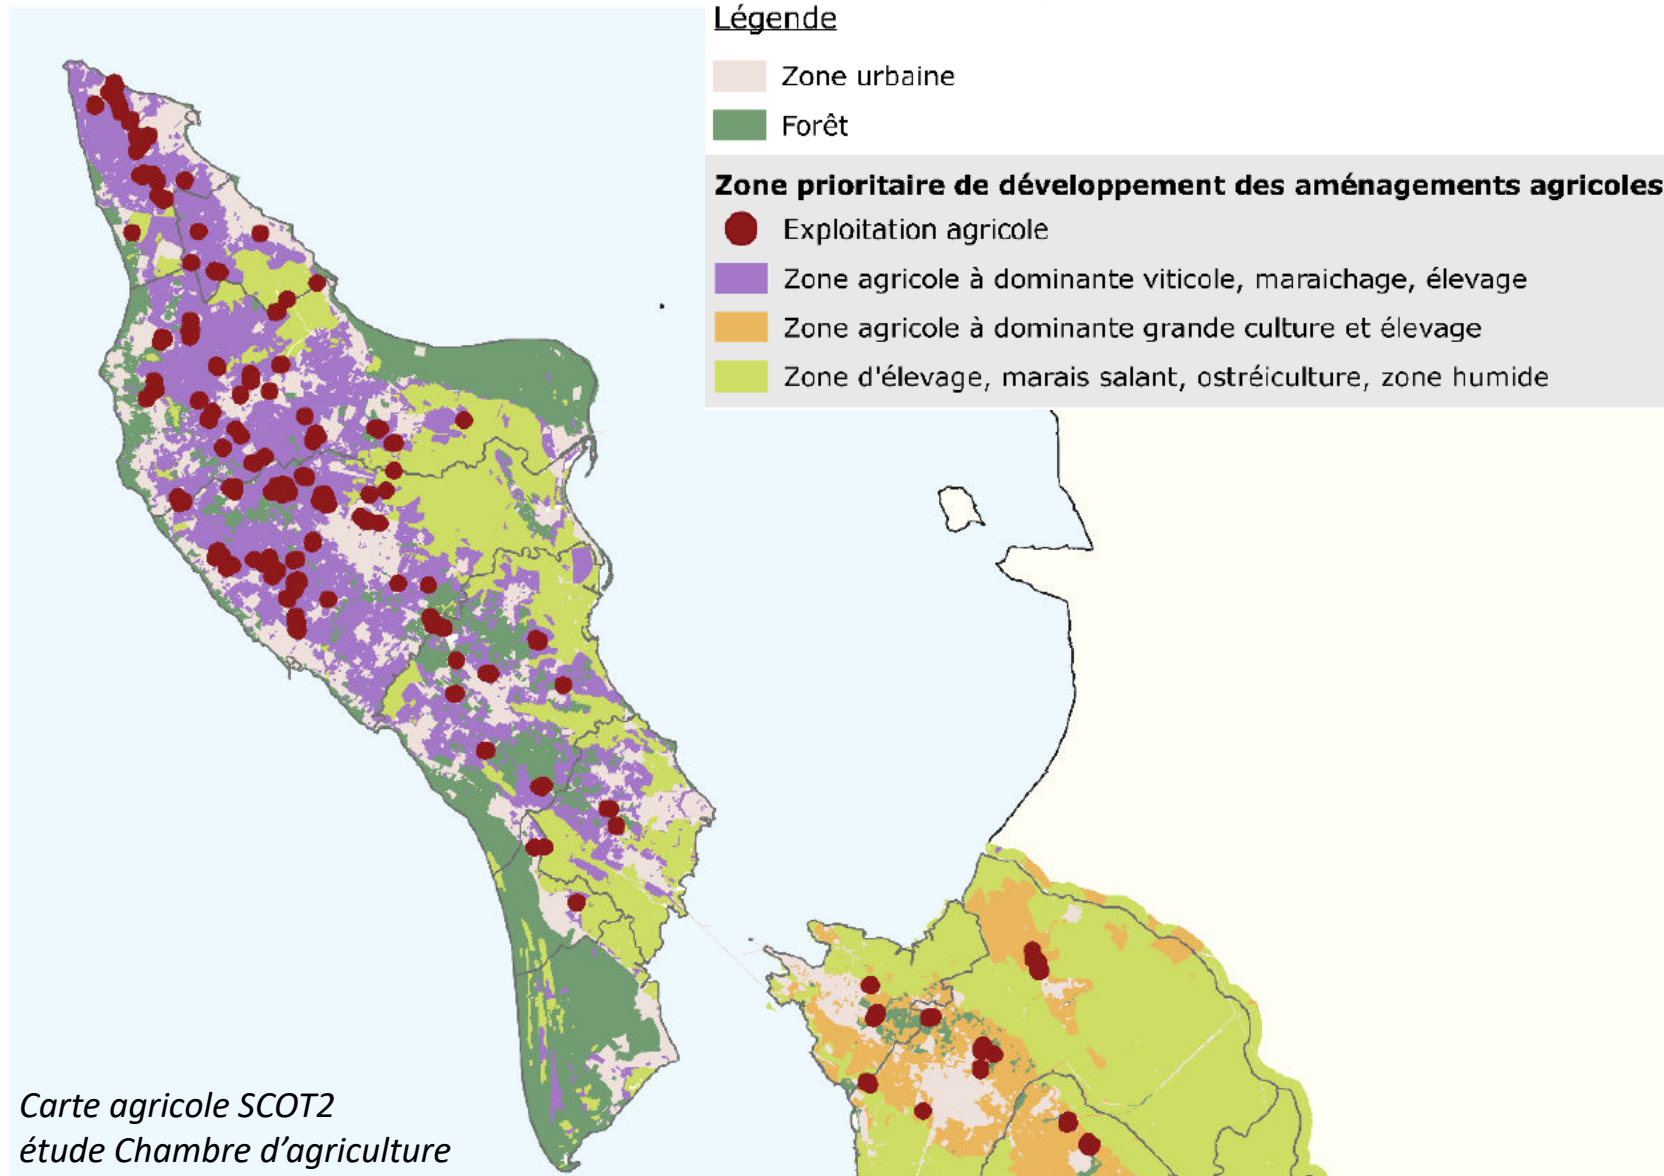 Légende
Zone urbaine
Forêt
Zone prioritaire de développement des aménagements agricoles
Exploitation agricole
Zone agricole à dominante viticole, maraichage, élevage
Zone agricole à dominante grande culture et élevage
Zone d'élevage, marais salant, ostréiculture, zone humide
Carte agricole SCOT2
étude Chambre d’agriculture